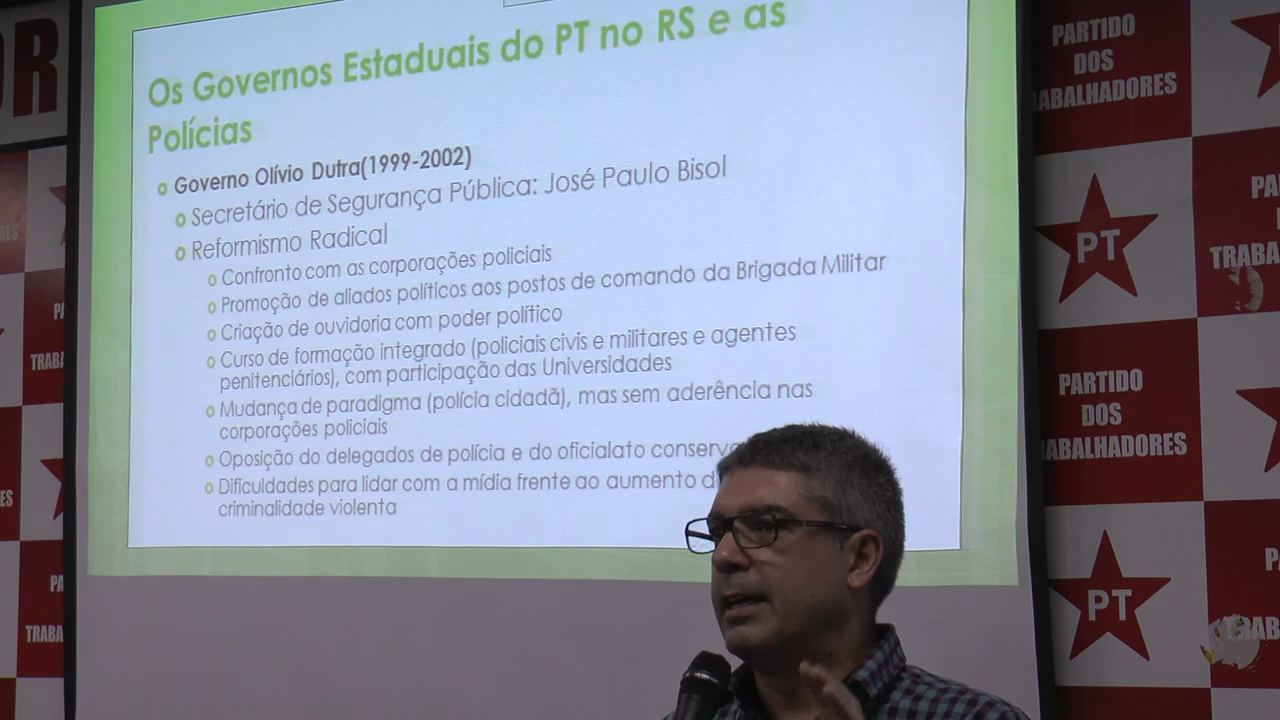 Os Governos Estaduais do PT no RS e as
Polícias
Governo Olívio Dutra(1999-2002)
Secretário de Segurança Pública: José Paulo Bisol
Reformismo Radical
Confronto com as corporações policiais
Promoção de aliados políticos aos postos de comando da Brigada Militar
Criação de ouvidoria com poder político
Curso de formação integrado (policiais civis e militares e agentes
penitenciários), com participação das Universidades
Mudança de paradigma (polícia cidadã), mas sem aderência nas
corporações policiais
Oposição do delegados de polícia e do oficialato conserv
Dificuldades para lidar com a mídia frente ao aumento d
criminalidade violenta
PARTIDO
DOS
TRABALHADORES
PT
PARTIDO
DOS
RABALHADORES
PT